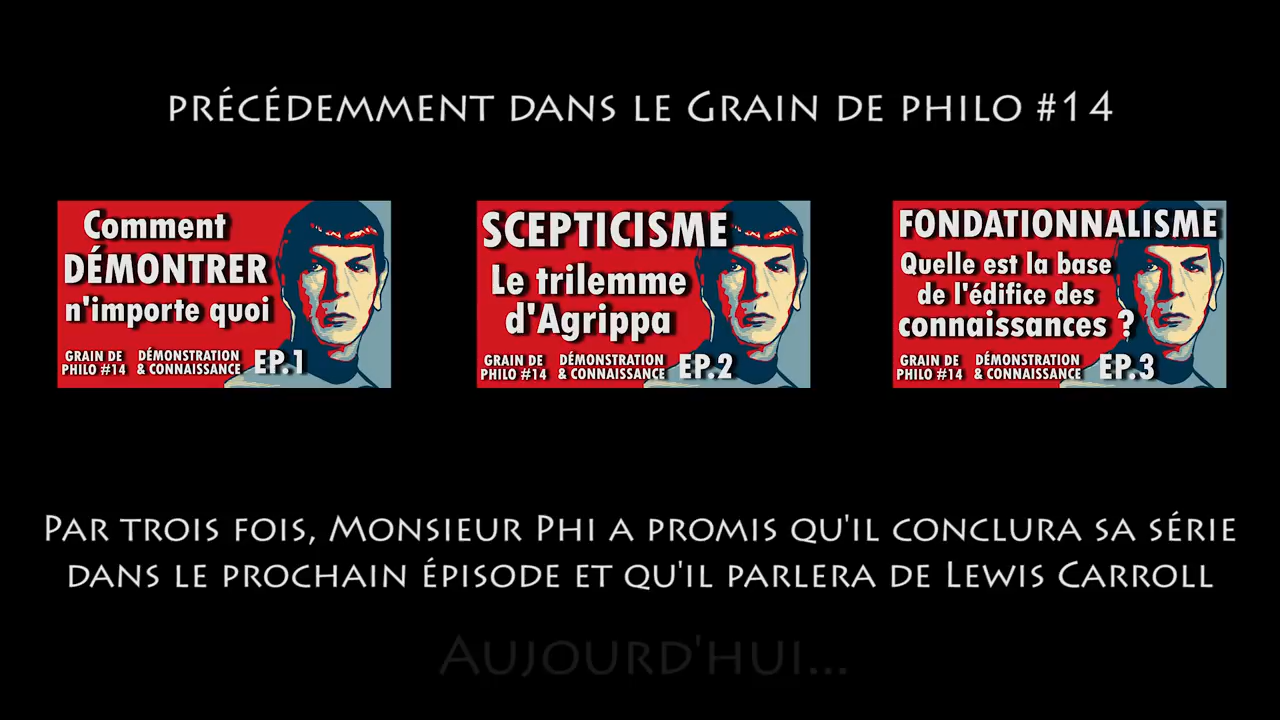 précédemment dans le Grain de philo #14
Comment
DÉMONTRER
n'importe quoi
GRAIN DE PHILO #14
DÉMONSTRATION & CONNAISSANCE
EP.1
SCEPTICISME
Le trilemme
d'Agrippa
GRAIN DE PHILO #14
DÉMONSTRATION & CONNAISSANCE
EP.2
FONDATIONNALISME
Quelle est la base
de l'édifice des
connaissances ?
GRAIN DE PHILO #14
DÉMONSTRATION & CONNAISSANCE
EP.3
Par trois fois, Monsieur Phi a promis qu'il conclura sa série
dans le prochain épisode et qu'il parlera de Lewis Carroll
Aujourd'hui...